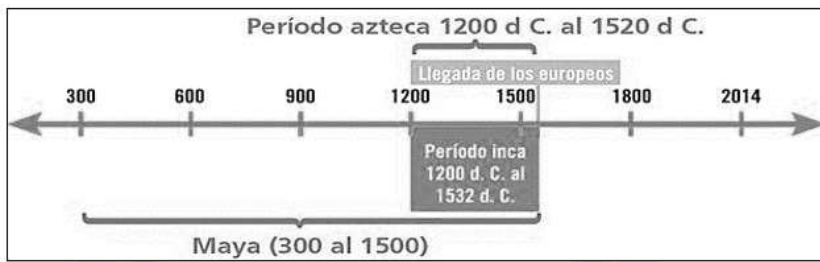 Período azteca 1200 d C. al 1520 d C.
Llegada de los europeos
300 600 900 1200 1500 1800 2014
Período inca
1200 d. C. al
1532 d. C.
Maya (300 al 1500)